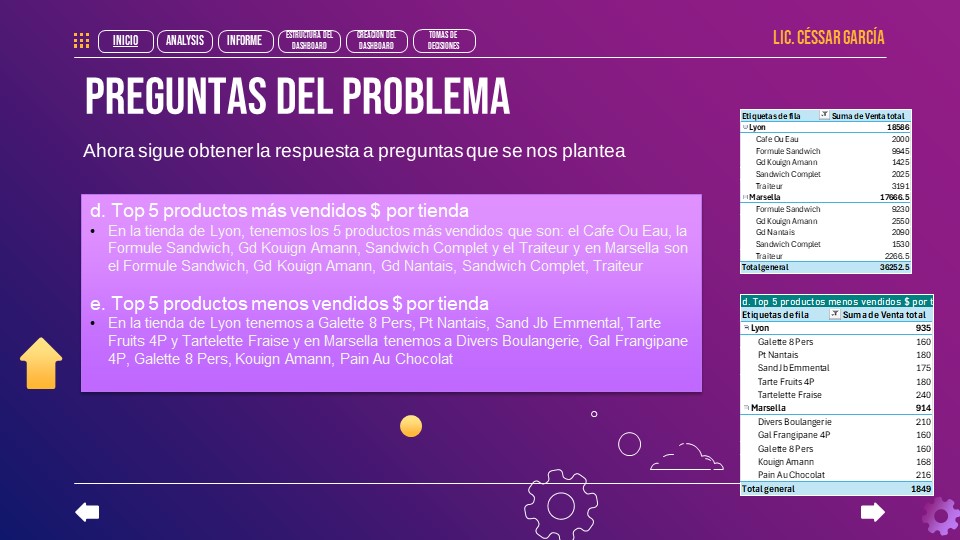 INICIO
ANALYSIS
INFORME
ESTRUCTURA DEL
DASHBOARD
CREACION DEL
DASHBOARD
TOMAS DE
DECISIONES
LIC. CÉSSAR GARCÍA
PREGUNTAS DEL PROBLEMA
Ahora sigue obtener la respuesta a preguntas que se nos plantea
d. Top 5 productos más vendidos $ por tienda
• En la tienda de Lyon, tenemos los 5 productos más vendidos que son: el Cafe Ou Eau, la
Formule Sandwich, Gd Kouign Amann, Sandwich Complet y el Traiteur y en Marsella son
el Formule Sandwich, Gd Kouign Amann, Gd Nantais, Sandwich Complet, Traiteur
e. Top 5 productos menos vendidos $ por tienda
• En la tienda de Lyon tenemos a Galette 8 Pers, Pt Nantais, Sand Jb Emmental, Tarte
Fruits 4P y Tartelette Fraise y en Marsella tenemos a Divers Boulangerie, Gal Frangipane
4P, Galette 8 Pers, Kouign Amann, Pain Au Chocolat
Etiquetas de fila Suma de Venta total
Lyon 18586
Cafe Ou Eau 2000
Formule Sandwich 9945
Gd Kouign Amann 1425
Sandwich Complet 2025
Traiteur 3191
Marsella 17666.5
Formule Sandwich 9230
Gd Kouign Amann 2550
Gd Nantais 2090
Sandwich Complet 1530
Traiteur 2266.5
Total general 36252.5
d. Top 5 productos menos vendidos $ por t
Etiquetas de fila Suma de Venta total
Lyon 935
Galette 8 Pers 160
Pt Nantais 180
Sand Jb Emmental 175
Tarte Fruits 4P 180
Tartelette Fraise 240
Marsella 914
Divers Boulangerie 210
Gal Frangipane 4P 160
Galette 8 Pers 160
Kouign Amann 168
Pain Au Chocolat 216
Total general 1849